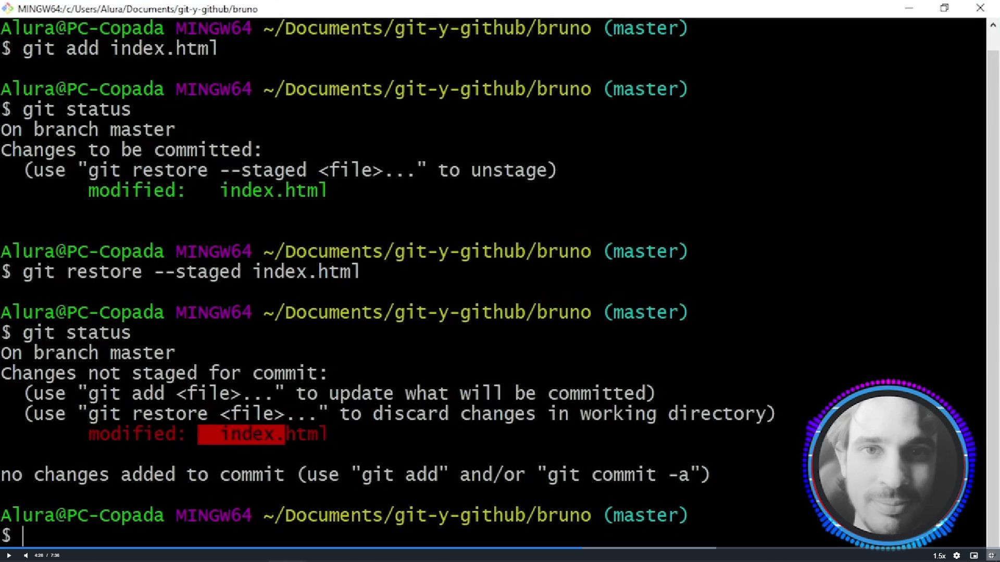 MINGW64:/c/Users/Alura/Documents/git-y-github/bruno
Alura@PC-Copada MINGW64 ~/Documents/git-y-github/bruno (master)
$ git add index.html
Alura@PC-Copada MINGW64 ~/Documents/git-y-github/bruno (master)
$ git status
On branch master
Changes to be committed:
  (use "git restore --staged <file>..." to unstage)
        modified:   index.html
Alura@PC-Copada MINGW64 ~/Documents/git-y-github/bruno (master)
$ git restore --staged index.html
Alura@PC-Copada MINGW64 ~/Documents/git-y-github/bruno (master)
$ git status
On branch master
Changes not staged for commit:
  (use "git add <file>..." to update what will be committed)
  (use "git restore <file>..." to discard changes in working directory)
        modified:   index.html
no changes added to commit (use "git add" and/or "git commit -a")
Alura@PC-Copada MINGW64 ~/Documents/git-y-github/bruno (master)
$
4:26 / 7:36
1.5x